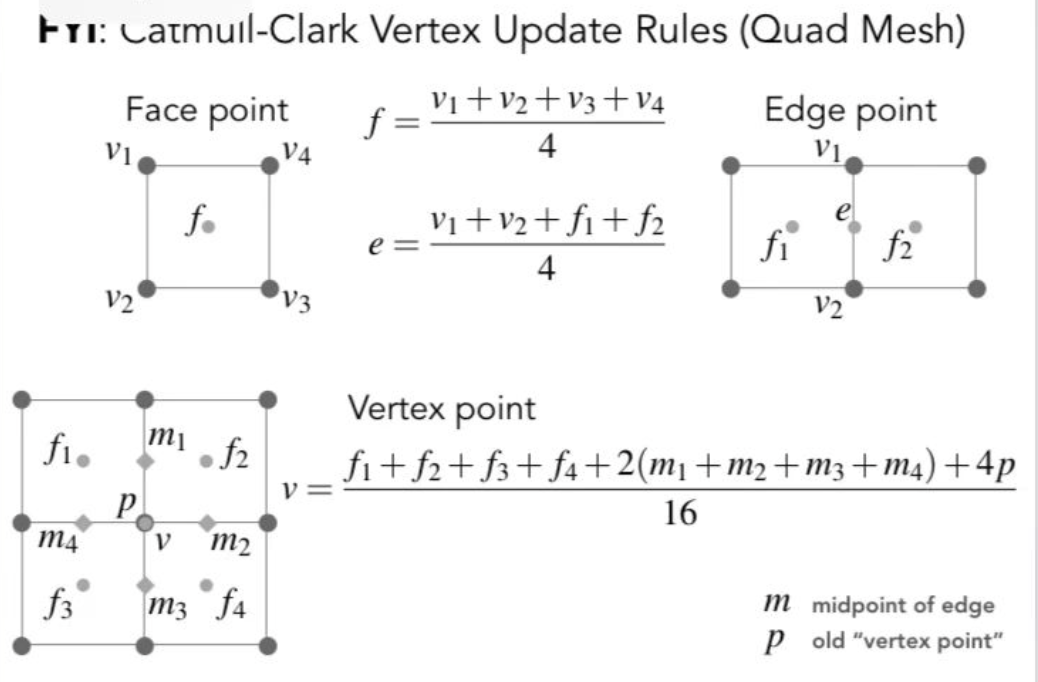 FYI: Catmull-Clark Vertex Update Rules (Quad Mesh)
Face point
f = (v₁ + v₂ + v₃ + v₄) / 4
Edge point
v₁
v₄
f
v₂
v₃
e = (v₁ + v₂ + f₁ + f₂) / 4
v₁
e
f₁
f₂
v₂
Vertex point
v = (f₁ + f₂ + f₃ + f₄ + 2(m₁ + m₂ + m₃ + m₄) + 4p) / 16
f₁
m₁
f₂
p
m₄
v
m₂
f₃
m₃
f₄
m midpoint of edge
p old “vertex point”